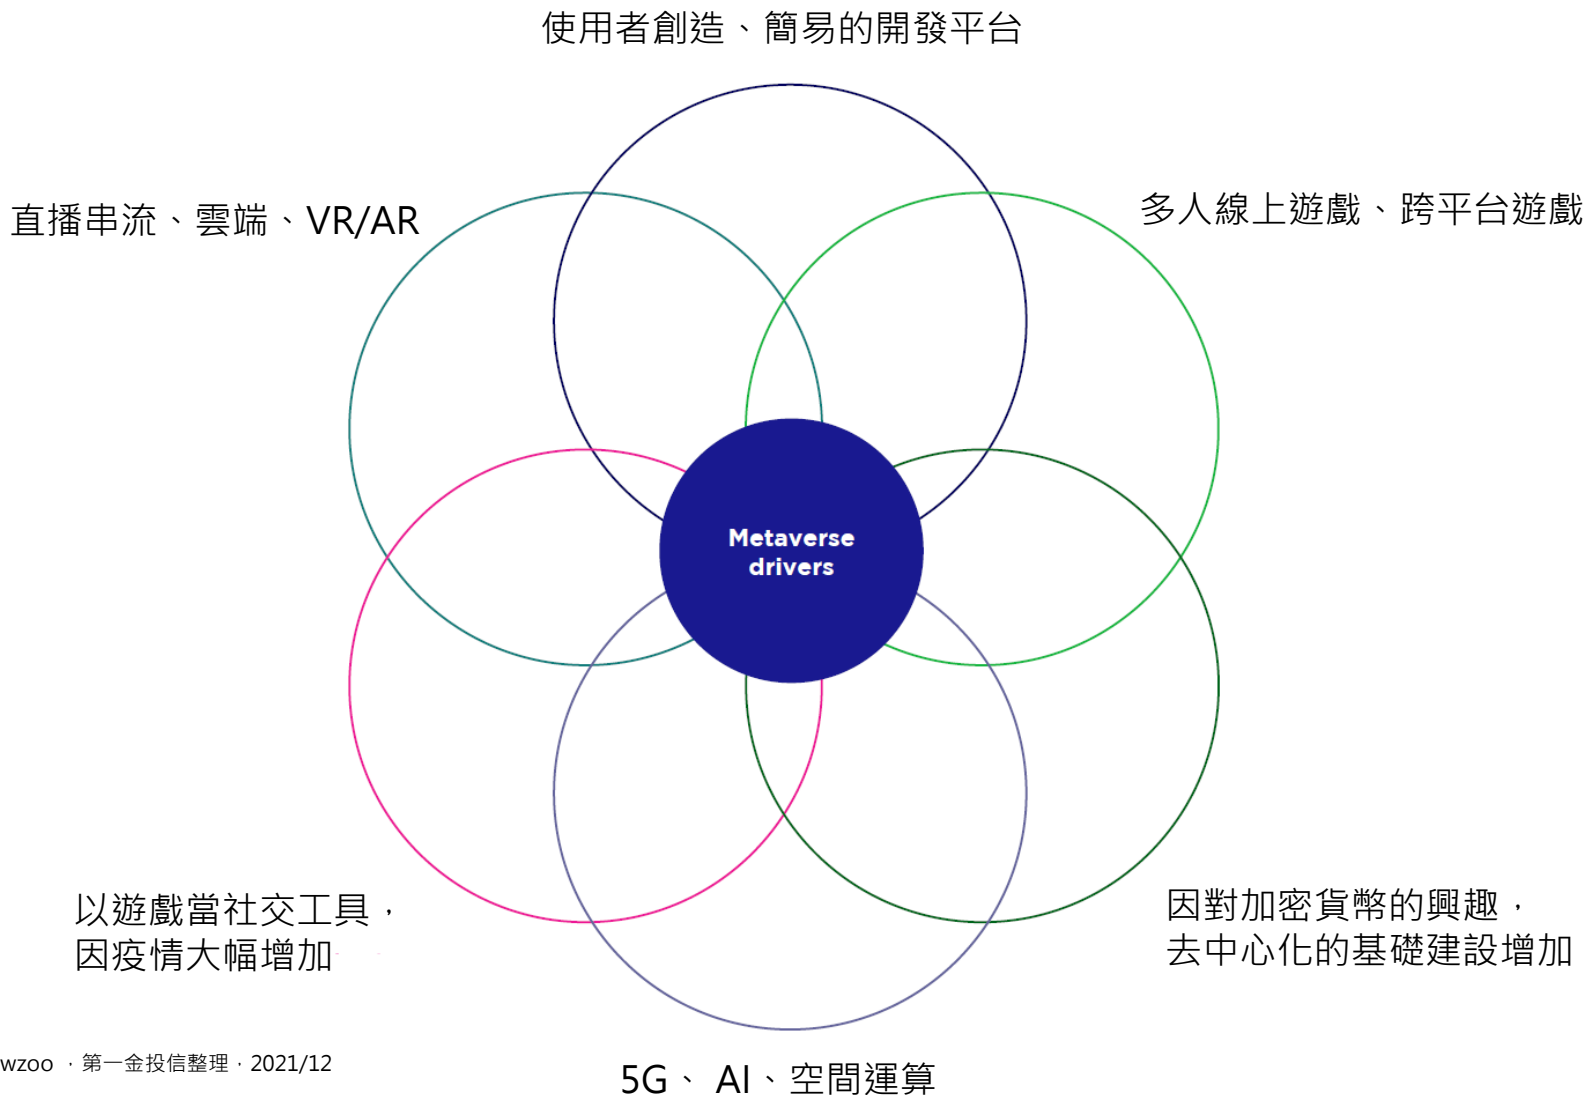 使用者創造、簡易的開發平台
直播串流、雲端、VR/AR
多人線上遊戲、跨平台遊戲
Metaverse
drivers
以遊戲當社交工具，
因疫情大幅增加
因對加密貨幣的興趣，
去中心化的基礎建設增加
wzoo ，第一金投信整理，2021/12
5G、 AI、空間運算